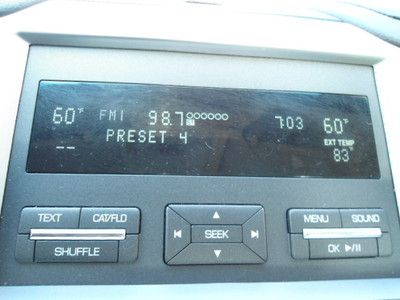 60°F FM1 98.7 7:03 60°F
PRESET 4 EXT TEMP
-- 83°
TEXT CAT/FLD MENU SOUND
SEEK
SHUFFLE OK ▷/II